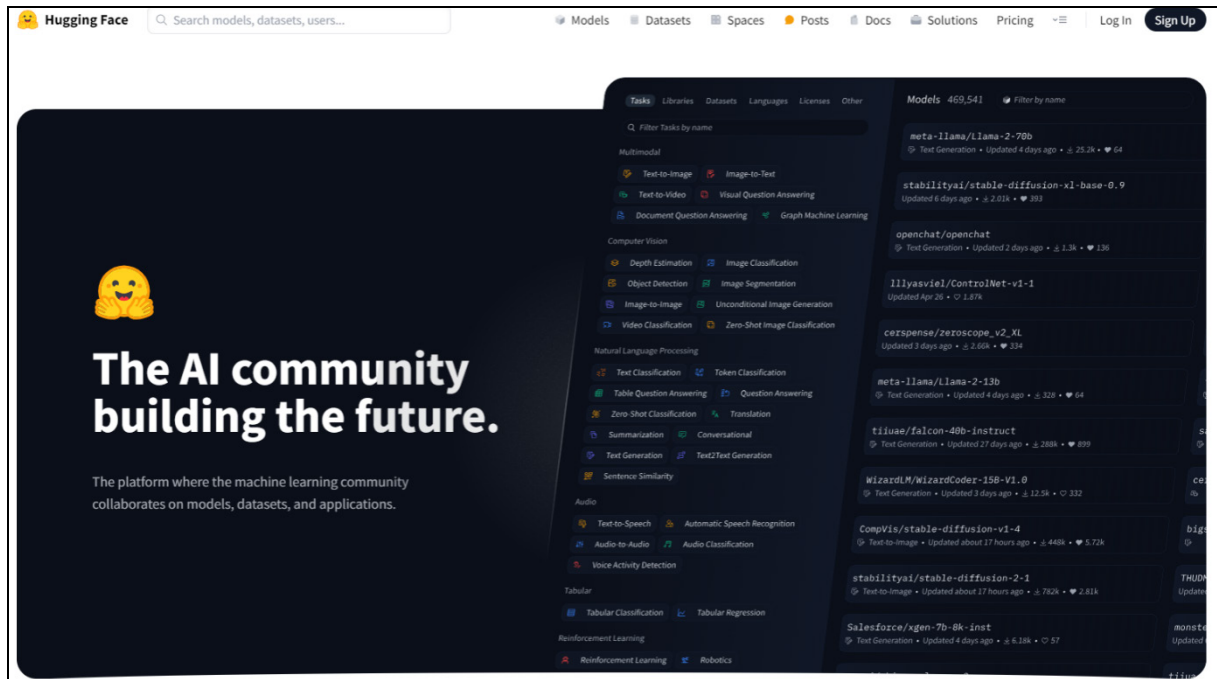 Hugging Face
Search models, datasets, users...
Models Datasets Spaces Posts Docs Solutions Pricing Log In Sign Up
The AI community
building the future.
The platform where the machine learning community
collaborates on models, datasets, and applications.
Tasks Libraries Datasets Languages Licenses Other
Filter Tasks by name
Multimodal
Text-to-Image Image-to-Text
Text-to-Video Visual Question Answering
Document Question Answering Graph Machine Learning
Computer Vision
Depth Estimation Image Classification
Object Detection Image Segmentation
Image-to-Image Unconditional Image Generation
Video Classification Zero-Shot Image Classification
Natural Language Processing
Text Classification Token Classification
Table Question Answering Question Answering
Zero-Shot Classification Translation
Summarization Conversational
Text Generation Text2Text Generation
Sentence Similarity
Audio
Text-to-Speech Automatic Speech Recognition
Audio-to-Audio Audio Classification
Voice Activity Detection
Tabular
Tabular Classification Tabular Regression
Reinforcement Learning
Reinforcement Learning Robotics
Models 469,541 Filter by name
meta-llama/Llama-2-70b
Text Generation • Updated 4 days ago • 25.2k • 64
stabilityai/stable-diffusion-xl-base-0.9
Updated 6 days ago • 2.01k • 393
openchat/openchat
Text Generation • Updated 2 days ago • 1.3k • 136
lllyasviel/ControlNet-v1-1
Updated Apr 26 • 1.87k
cerspense/zeroscope_v2_XL
Updated 3 days ago • 2.66k • 334
meta-llama/Llama-2-13b
Text Generation • Updated 4 days ago • 328 • 64
tiiuae/falcon-40b-instruct
Text Generation • Updated 27 days ago • 288k • 899
WizardLM/WizardCoder-15B-V1.0
Text Generation • Updated 3 days ago • 12.5k • 332
CompVis/stable-diffusion-v1-4
Text-to-Image • Updated about 17 hours ago • 448k • 5.72k
stabilityai/stable-diffusion-2-1
Text-to-Image • Updated about 17 hours ago • 782k • 2.81k
Salesforce/xgen-7b-8k-inst
Text Generation • Updated 4 days ago • 6.18k • 57